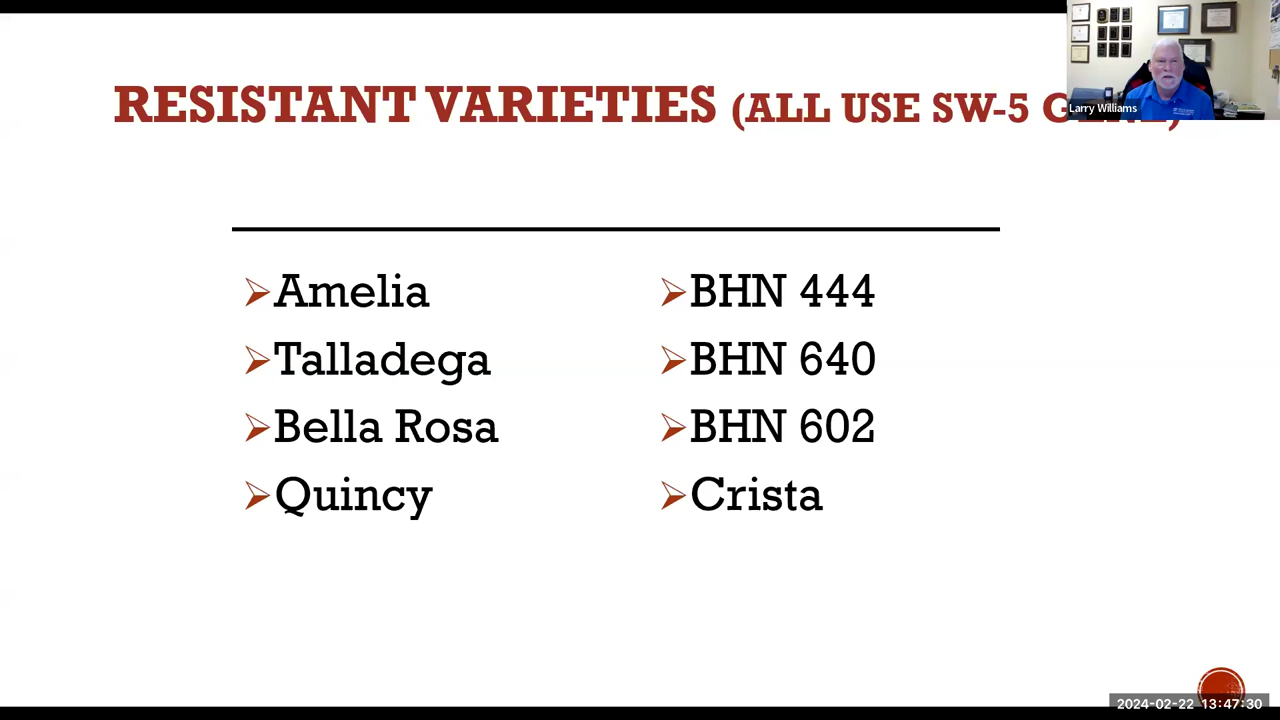 RESISTANT VARIETIES (ALL USE SW-5
Larry Williams
Amelia
Talladega
Bella Rosa
Quincy
BHN 444
BHN 640
BHN 602
Crista
2024-02-22 13:47:30